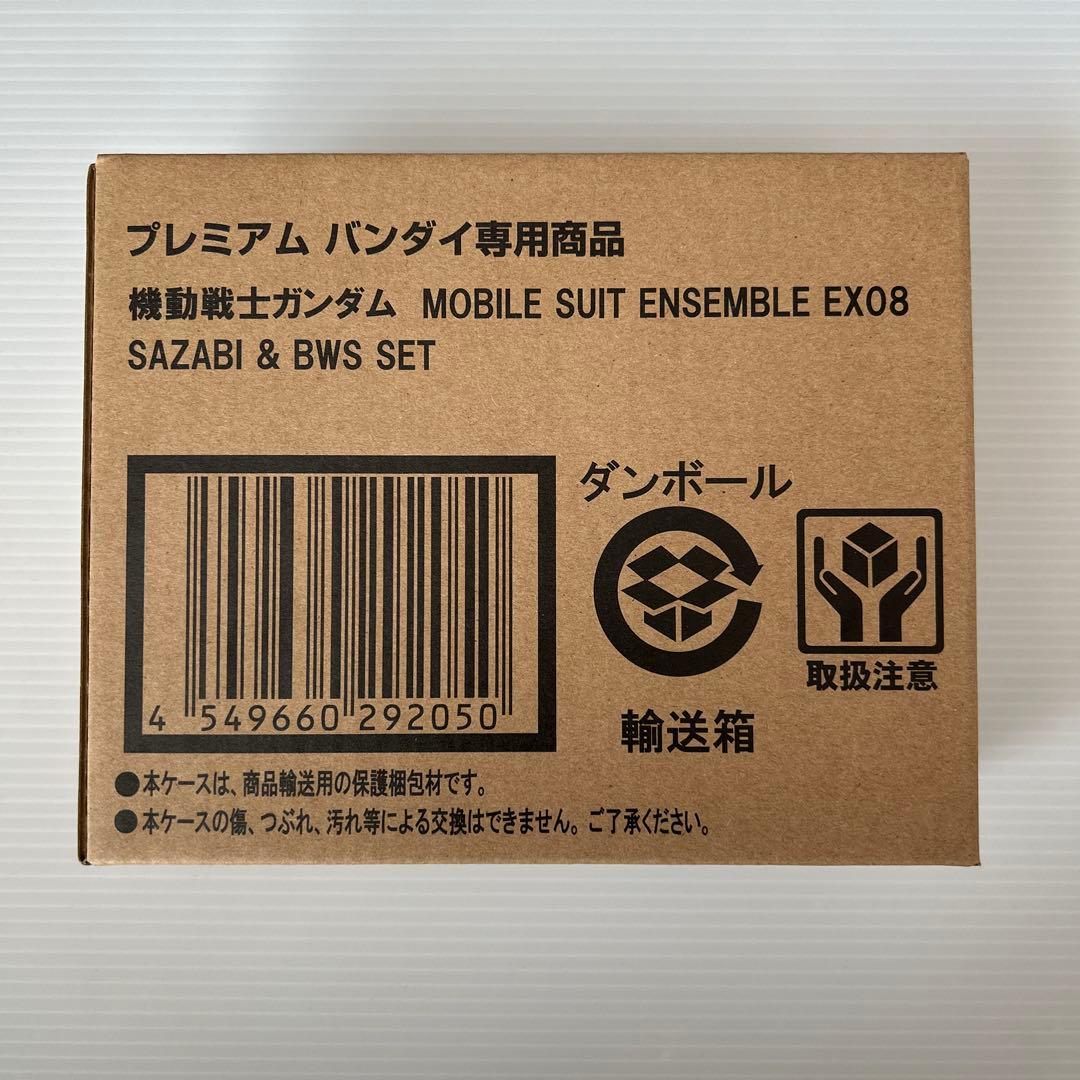 プレミアム バンダイ専用商品
機動戦士ガンダム MOBILE SUIT ENSEMBLE EX08
SAZABI & BWS SET
ダンボール
取扱注意
輸送箱
4 549660 292050
●本ケースは、商品輸送用の保護梱包材です。
●本ケースの傷、つぶれ、汚れ等による交換はできません。ご了承ください。